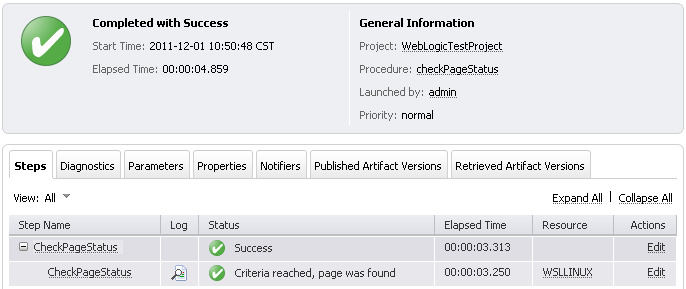 Completed with Success
Start Time: 2011-12-01 10:50:48 CST
Elapsed Time: 00:00:04.859
General Information
Project: WebLogicTestProject
Procedure: checkPageStatus
Launched by: admin
Priority: normal
Steps Diagnostics Parameters Properties Notifiers Published Artifact Versions Retrieved Artifact Versions
View: All Expand All | Collapse All
Step Name Log Status Elapsed Time Resource Actions
CheckPageStatus Success 00:00:03.313 Edit
CheckPageStatus Criteria reached, page was found 00:00:03.250 WSLLINUX Edit